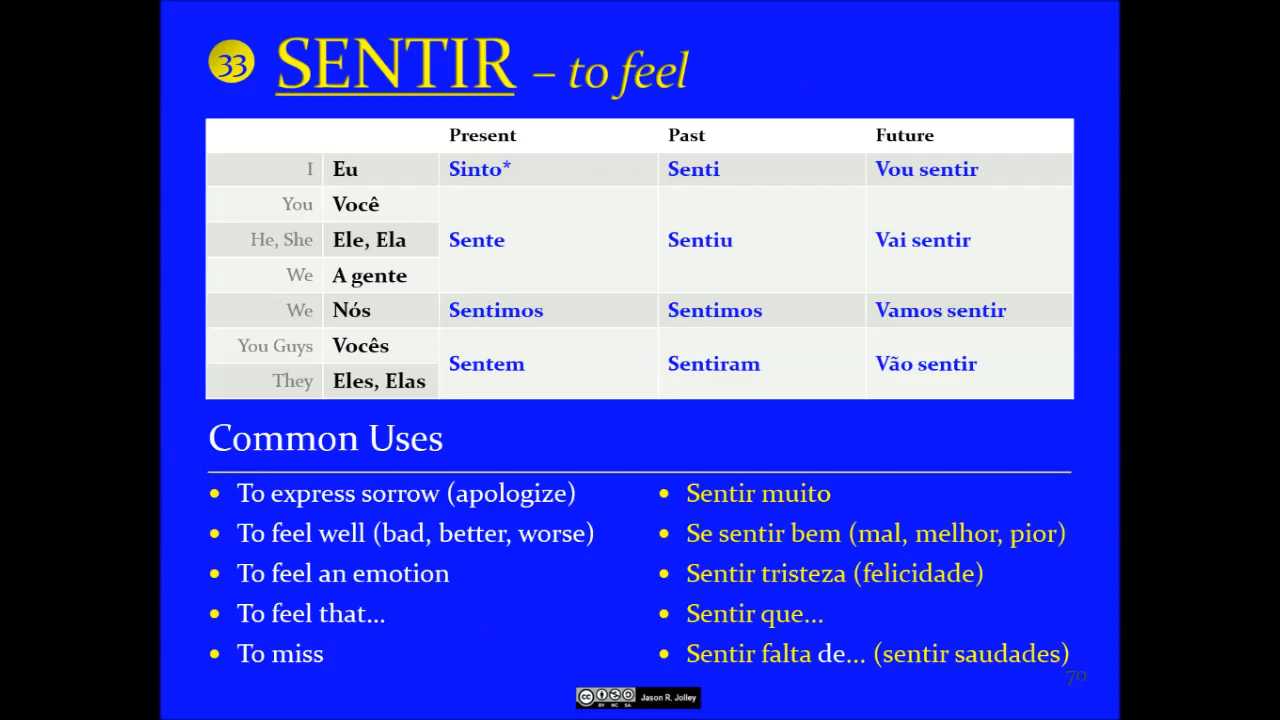 33 SENTIR – to feel
Present Past Future
I Eu Sinto* Senti Vou sentir
You Você
He, She Ele, Ela Sente Sentiu Vai sentir
We A gente
We Nós Sentimos Sentimos Vamos sentir
You Guys Vocês
Sentem Sentiram Vão sentir
They Eles, Elas
Common Uses
• To express sorrow (apologize) • Sentir muito
• To feel well (bad, better, worse) • Se sentir bem (mal, melhor, pior)
• To feel an emotion • Sentir tristeza (felicidade)
• To feel that... • Sentir que...
• To miss • Sentir falta de... (sentir saudades)
70
cc BY NC SA Jason R. Jolley